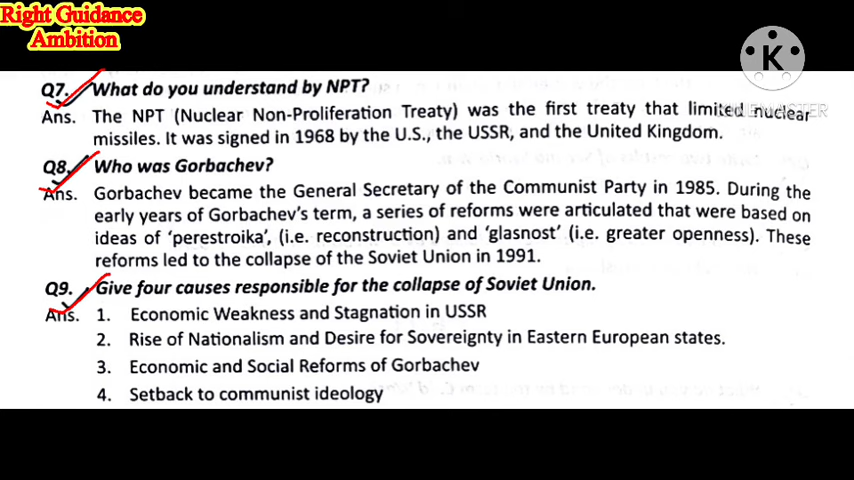 Right Guidance
Ambition
K
KINEMASTER
Q7. What do you understand by NPT?
Ans. The NPT (Nuclear Non-Proliferation Treaty) was the first treaty that limited nuclear
missiles. It was signed in 1968 by the U.S., the USSR, and the United Kingdom.
Q8. Who was Gorbachev?
Ans. Gorbachev became the General Secretary of the Communist Party in 1985. During the
early years of Gorbachev's term, a series of reforms were articulated that were based on
ideas of 'perestroika', (i.e. reconstruction) and 'glasnost' (i.e. greater openness). These
reforms led to the collapse of the Soviet Union in 1991.
Q9. Give four causes responsible for the collapse of Soviet Union.
Ans. 1. Economic Weakness and Stagnation in USSR
2. Rise of Nationalism and Desire for Sovereignty in Eastern European states.
3. Economic and Social Reforms of Gorbachev
4. Setback to communist ideology